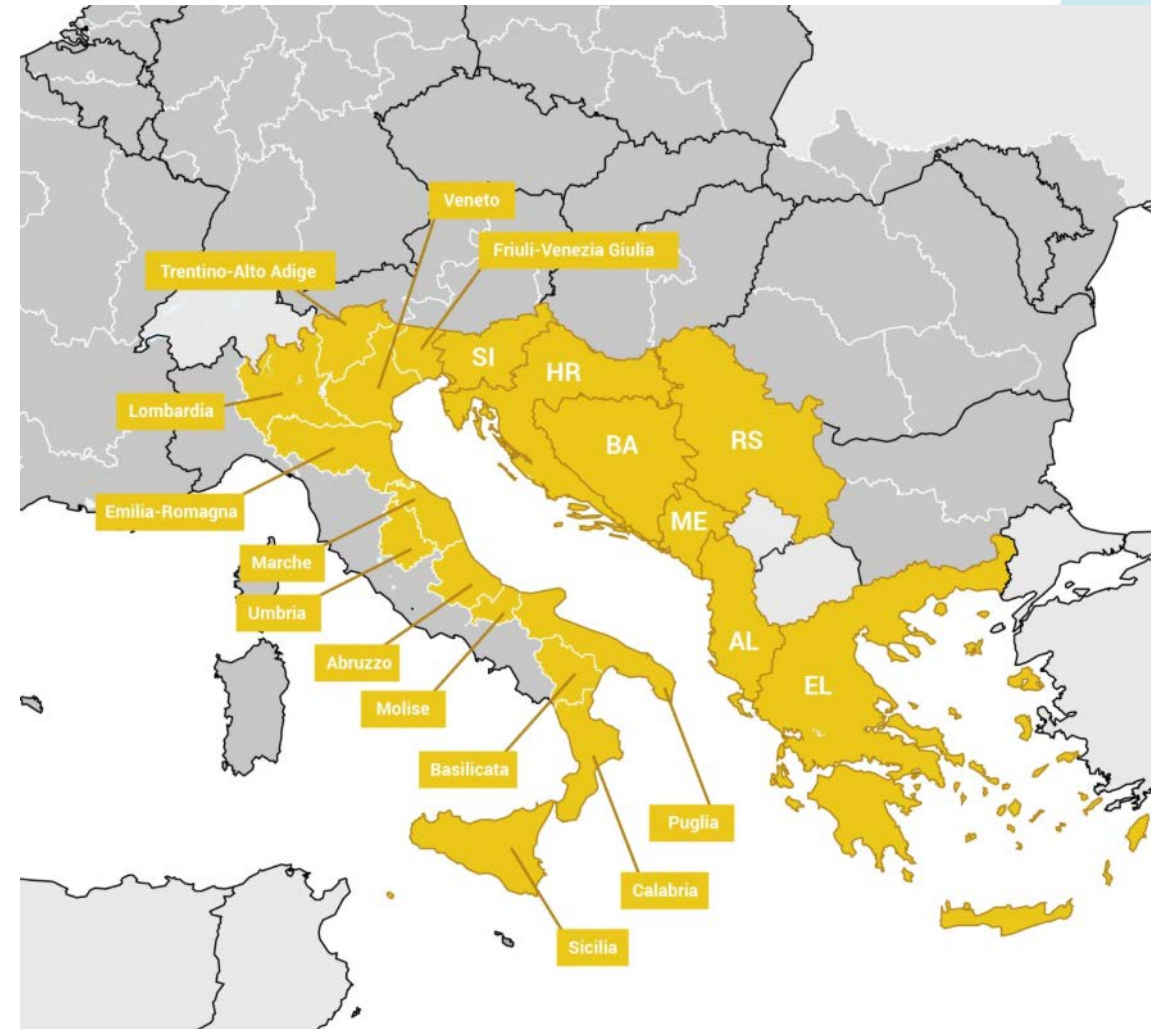 Veneto
Friuli-Venezia Giulia
Trentino-Alto Adige
SI
HR
Lombardia
BA
RS
Emilia-Romagna
ME
Marche
Umbria
AL
Abruzzo
EL
Molise
Basilicata
Puglia
Calabria
Sicilia